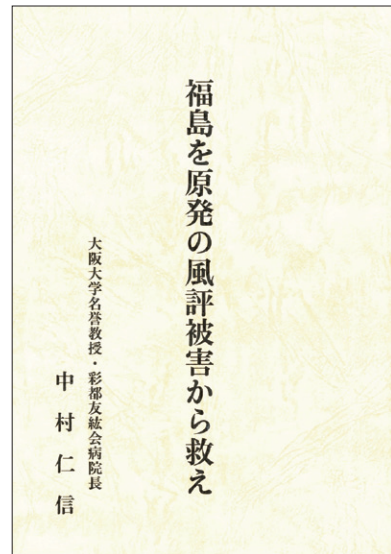 福島を原発の風評被害から救え
大阪大学名誉教授・彩都友紘会病院長
中村仁信